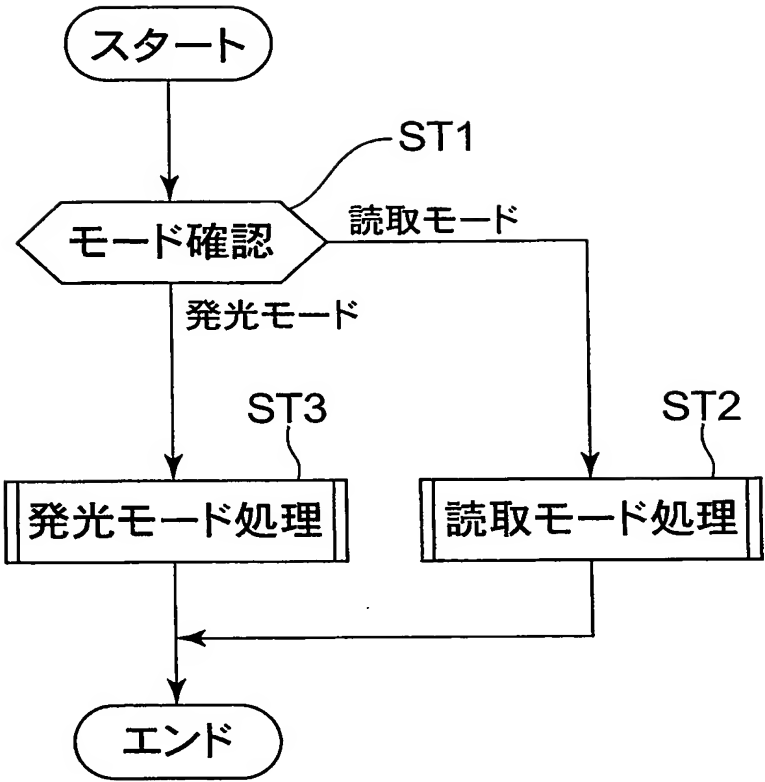 スタート
ST1
モード確認
読取モード
発光モード
ST3
ST2
発光モード処理
読取モード処理
エンド